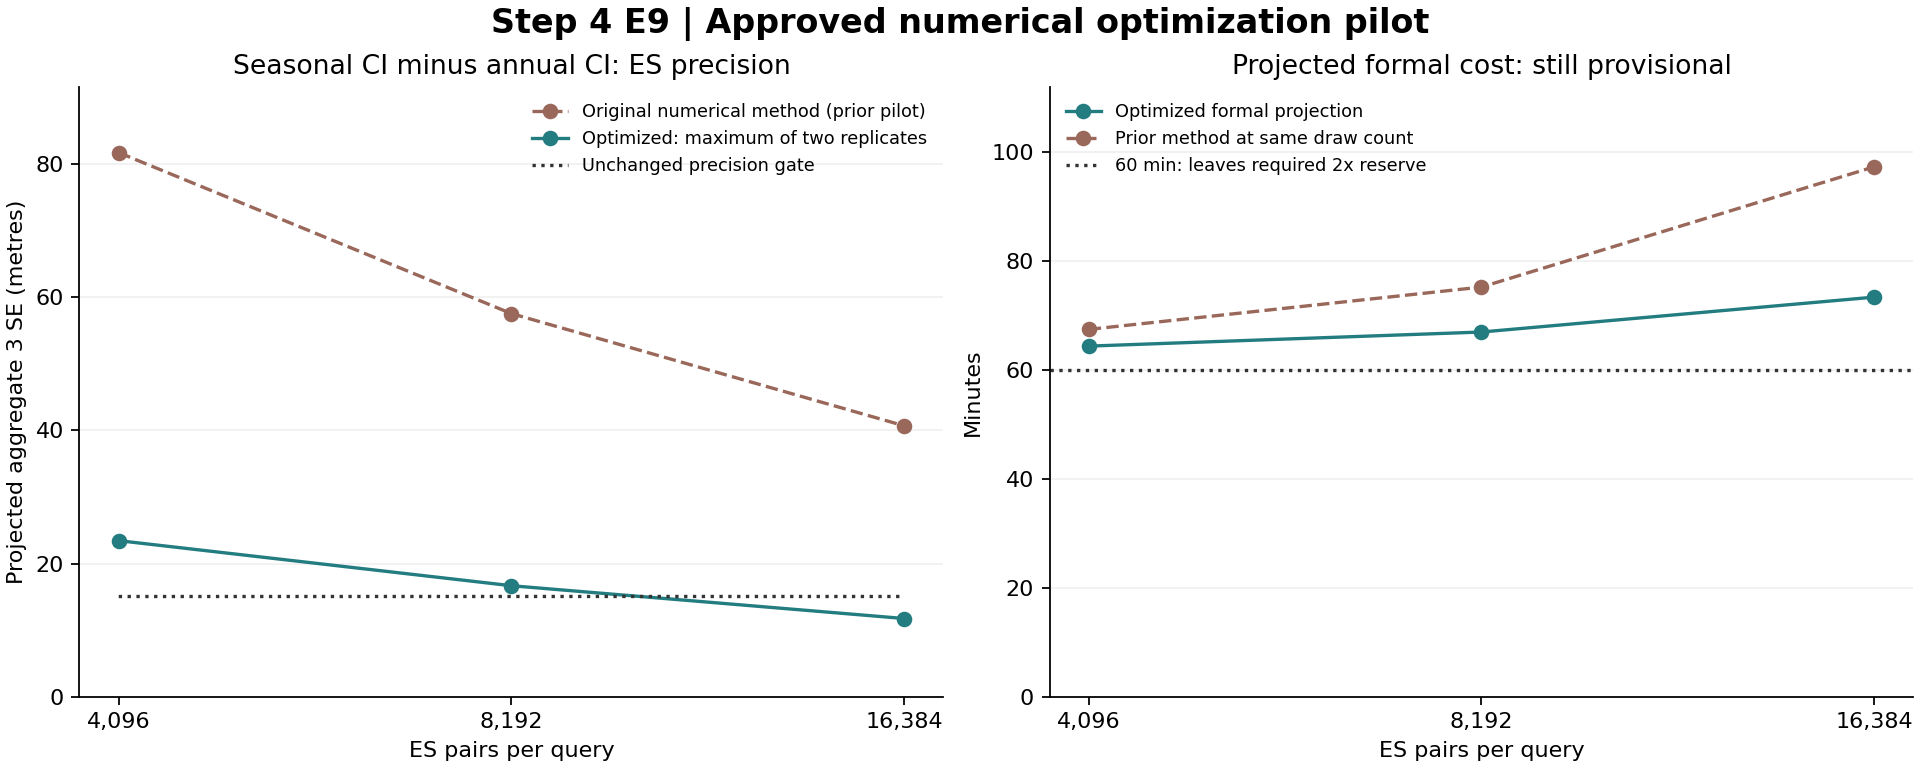 Step 4 E9 | Approved numerical optimization pilot
Seasonal CI minus annual CI: ES precision
Original numerical method (prior pilot)
Optimized: maximum of two replicates
Unchanged precision gate
Projected aggregate 3 SE (metres)
80
60
40
20
0
4,096
8,192
16,384
ES pairs per query
Projected formal cost: still provisional
Optimized formal projection
Prior method at same draw count
60 min: leaves required 2x reserve
Minutes
100
80
60
40
20
0
4,096
8,192
16,384
ES pairs per query